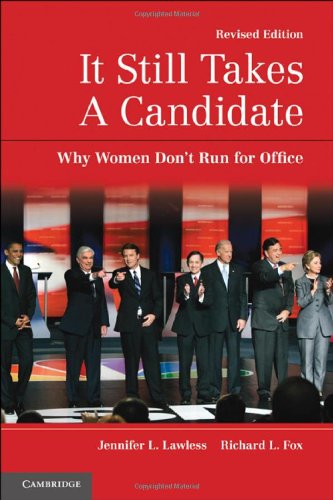 Revised Edition
It Still Takes
A Candidate
Why Women Don't Run for Office
Jennifer L. Lawless Richard L. Fox
CAMBRIDGE